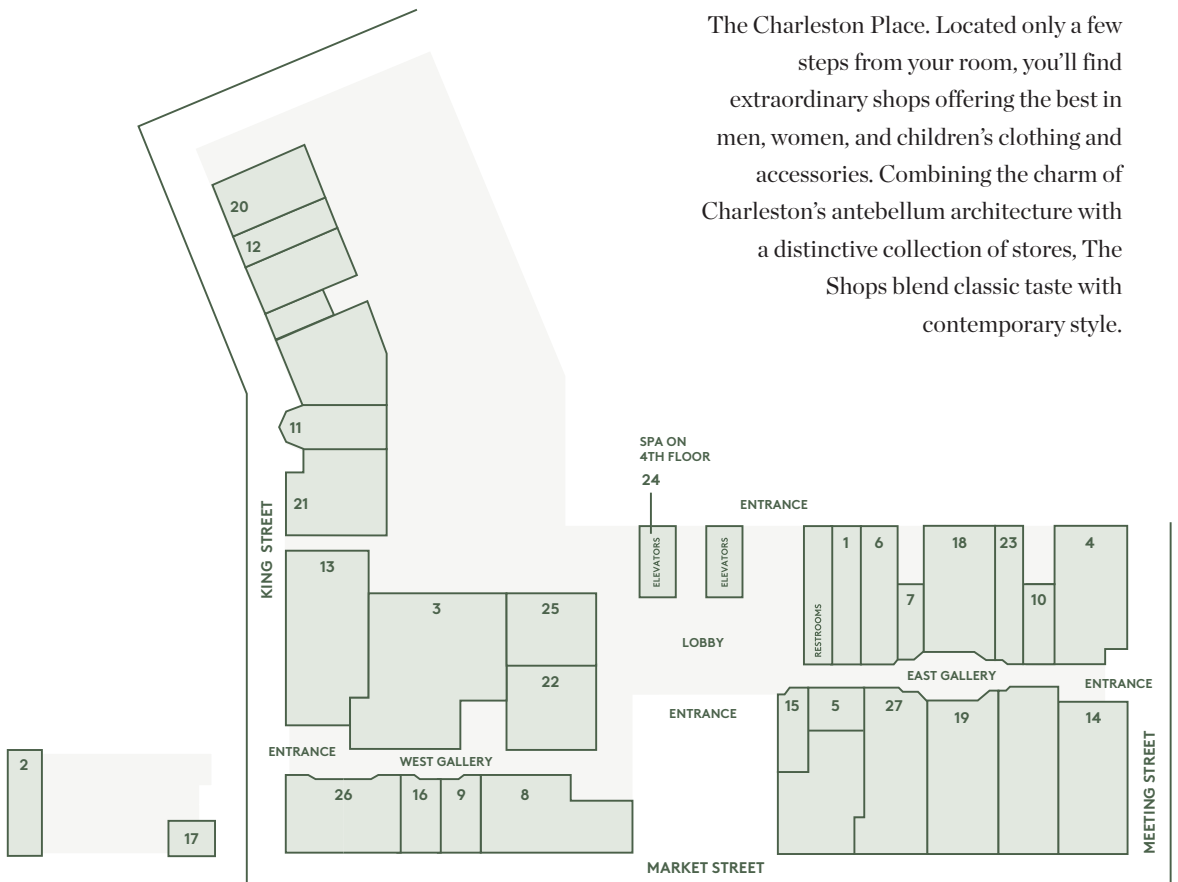 The Charleston Place. Located only a few
steps from your room, you’ll find
extraordinary shops offering the best in
men, women, and children’s clothing and
accessories. Combining the charm of
Charleston’s antebellum architecture with
a distinctive collection of stores, The
Shops blend classic taste with
contemporary style.
20
12
11
21
KING STREET
13
3
25
22
SPA ON
4TH FLOOR
24
ENTRANCE
ELEVATORS
ELEVATORS
LOBBY
RESTROOMS
1
6
7
18
23
10
4
EAST GALLERY
ENTRANCE
ENTRANCE
15
5
27
19
14
MEETING STREET
ENTRANCE
WEST GALLERY
26
16
9
8
2
17
MARKET STREET